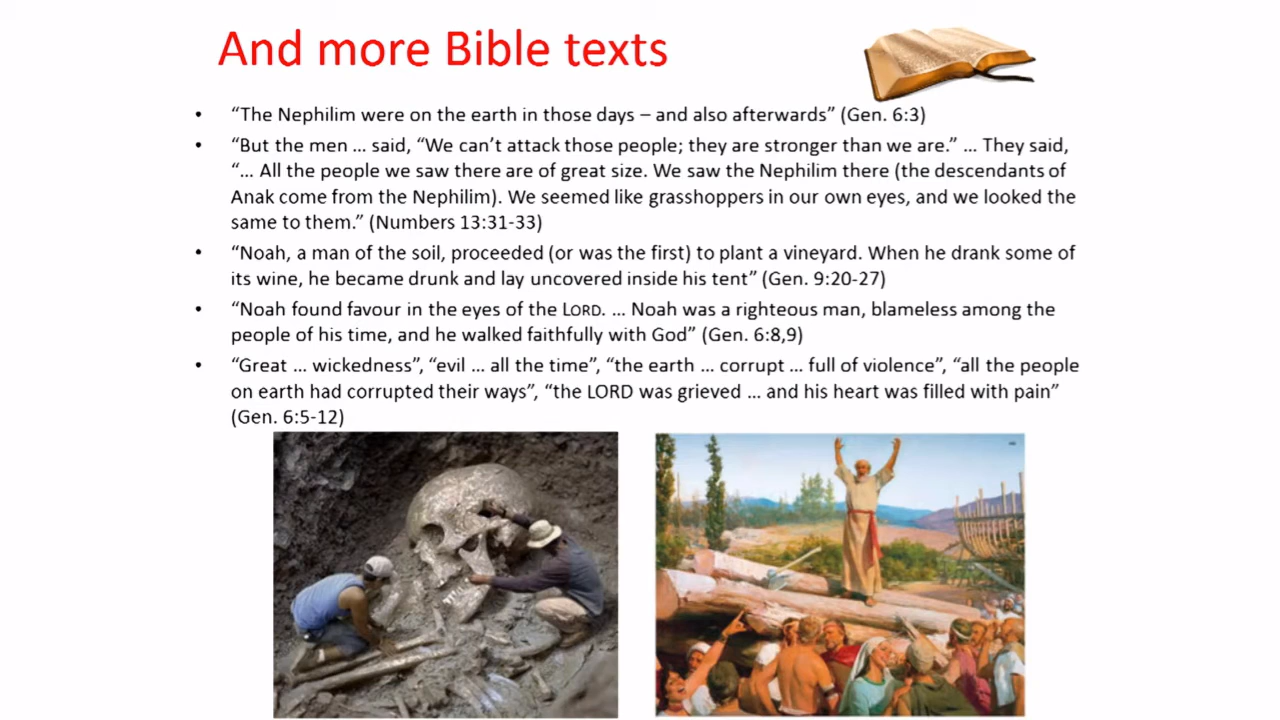 And more Bible texts
• “The Nephilim were on the earth in those days – and also afterwards” (Gen. 6:3)
• “But the men … said, “We can’t attack those people; they are stronger than we are.” … They said,
“… All the people we saw there are of great size. We saw the Nephilim there (the descendants of
Anak come from the Nephilim). We seemed like grasshoppers in our own eyes, and we looked the
same to them.” (Numbers 13:31-33)
• “Noah, a man of the soil, proceeded (or was the first) to plant a vineyard. When he drank some of
its wine, he became drunk and lay uncovered inside his tent” (Gen. 9:20-27)
• “Noah found favour in the eyes of the LORD. … Noah was a righteous man, blameless among the
people of his time, and he walked faithfully with God” (Gen. 6:8,9)
• “Great … wickedness”, “evil … all the time”, “the earth … corrupt … full of violence”, “all the people
on earth had corrupted their ways”, “the LORD was grieved … and his heart was filled with pain”
(Gen. 6:5-12)